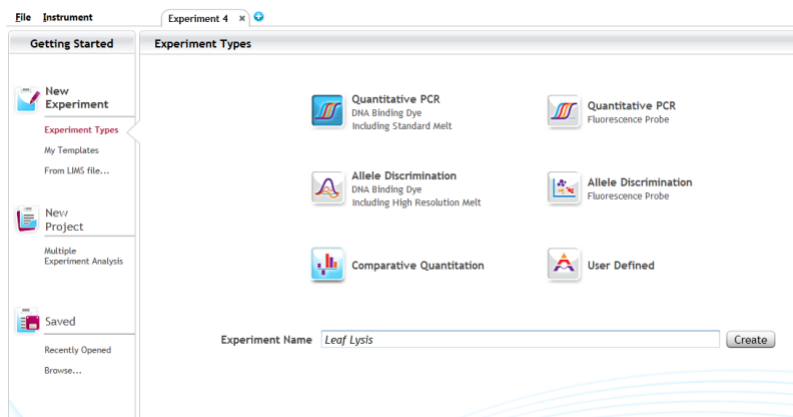 File Instrument
Experiment 4
Getting Started
Experiment Types
New
Experiment
Experiment Types
My Templates
From LIMS file...
New
Project
Multiple
Experiment Analysis
Saved
Recently Opened
Browse...
Quantitative PCR
DNA Binding Dye
Including Standard Melt
Quantitative PCR
Fluorescence Probe
Allele Discrimination
DNA Binding Dye
Including High Resolution Melt
Allele Discrimination
Fluorescence Probe
Comparative Quantitation
User Defined
Experiment Name Leaf Lysis Create